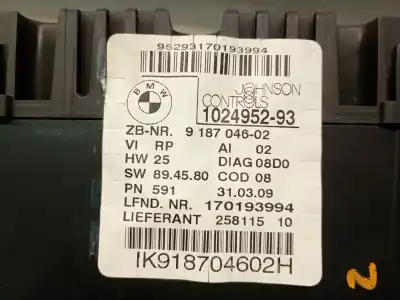 95293170193994
BMW
JOHNSON
CONTROLS
1024952-93
ZB-NR. 9 187 046-02
VI RP AI 02
HW 25 DIAG 08D0
SW 89.45.80 COD 08
PN 591 31.03.09
LFND. NR. 170193994
LIEFERANT 258115 10
IK918704602H
2